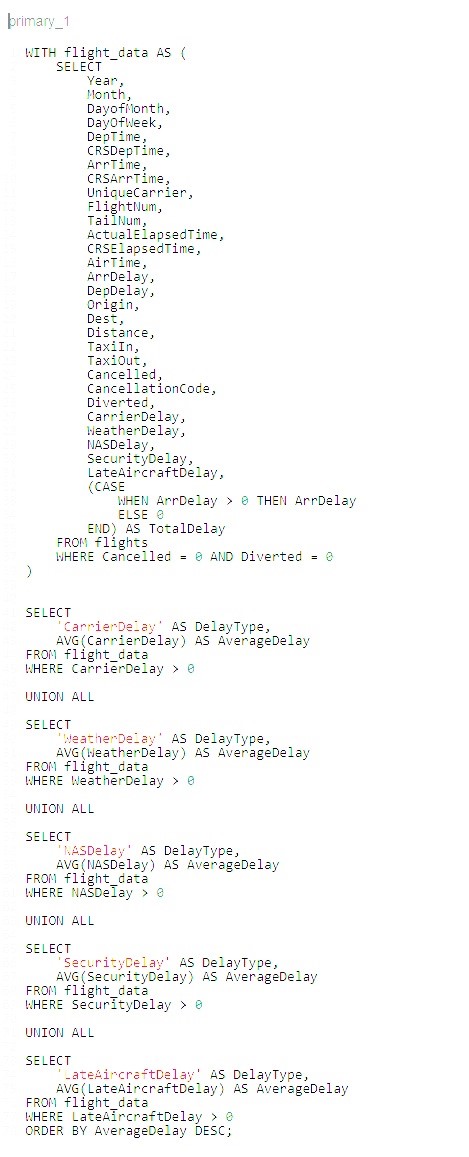 primary_1
WITH flight_data AS (
    SELECT
        Year,
        Month,
        DayofMonth,
        DayOfWeek,
        DepTime,
        CRSDepTime,
        ArrTime,
        CRSArrTime,
        UniqueCarrier,
        FlightNum,
        TailNum,
        ActualElapsedTime,
        CRSElapsedTime,
        AirTime,
        ArrDelay,
        DepDelay,
        Origin,
        Dest,
        Distance,
        TaxiIn,
        TaxiOut,
        Cancelled,
        CancellationCode,
        Diverted,
        CarrierDelay,
        WeatherDelay,
        NASDelay,
        SecurityDelay,
        LateAircraftDelay,
        (CASE
            WHEN ArrDelay > 0 THEN ArrDelay
            ELSE 0
        END) AS TotalDelay
    FROM flights
    WHERE Cancelled = 0 AND Diverted = 0
)
SELECT
    'CarrierDelay' AS DelayType,
    AVG(CarrierDelay) AS AverageDelay
FROM flight_data
WHERE CarrierDelay > 0
UNION ALL
SELECT
    'WeatherDelay' AS DelayType,
    AVG(WeatherDelay) AS AverageDelay
FROM flight_data
WHERE WeatherDelay > 0
UNION ALL
SELECT
    'NASDelay' AS DelayType,
    AVG(NASDelay) AS AverageDelay
FROM flight_data
WHERE NASDelay > 0
UNION ALL
SELECT
    'SecurityDelay' AS DelayType,
    AVG(SecurityDelay) AS AverageDelay
FROM flight_data
WHERE SecurityDelay > 0
UNION ALL
SELECT
    'LateAircraftDelay' AS DelayType,
    AVG(LateAircraftDelay) AS AverageDelay
FROM flight_data
WHERE LateAircraftDelay > 0
ORDER BY AverageDelay DESC;